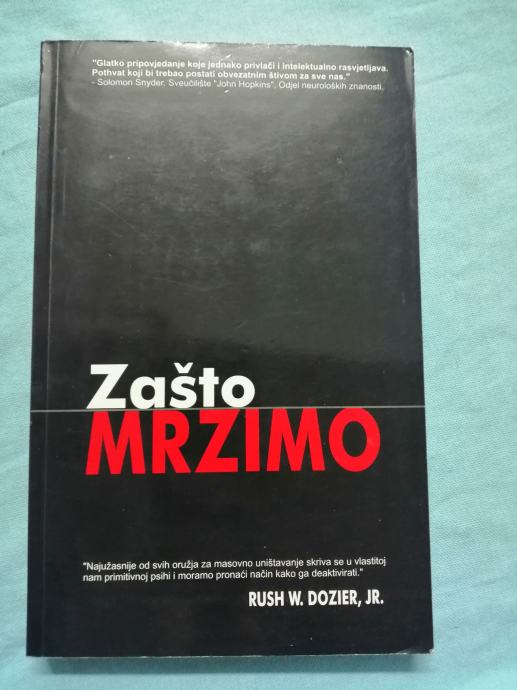 "Glatko pripovjedanje koje jednako privlači i intelektualno rasvjetljava.
Pothvat koji bi trebao postati obvezatnim štivom za sve nas."
- Solomon Snyder, Sveučilište "John Hopkins", Odjel neuroloških znanosti.
Zašto
MRZIMO
"Najužasnije od svih oružja za masovno uništavanje skriva se u vlastitoj
nam primitivnoj psihi i moramo pronaći način kako ga deaktivirati."
RUSH W. DOZIER, JR.